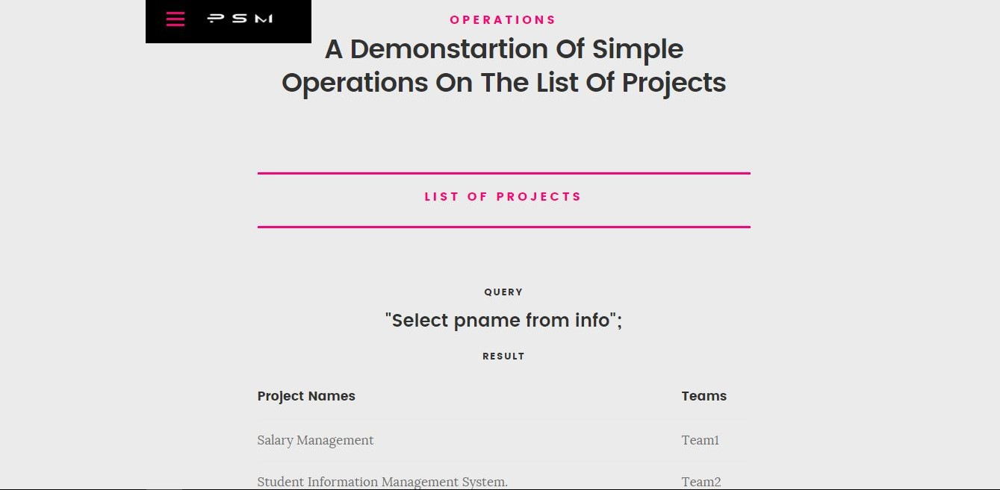 PSM
OPERATIONS
A Demonstartion Of Simple
Operations On The List Of Projects
LIST OF PROJECTS
QUERY
"Select pname from info";
RESULT
Project Names Teams
Salary Management Team1
Student Information Management System. Team2